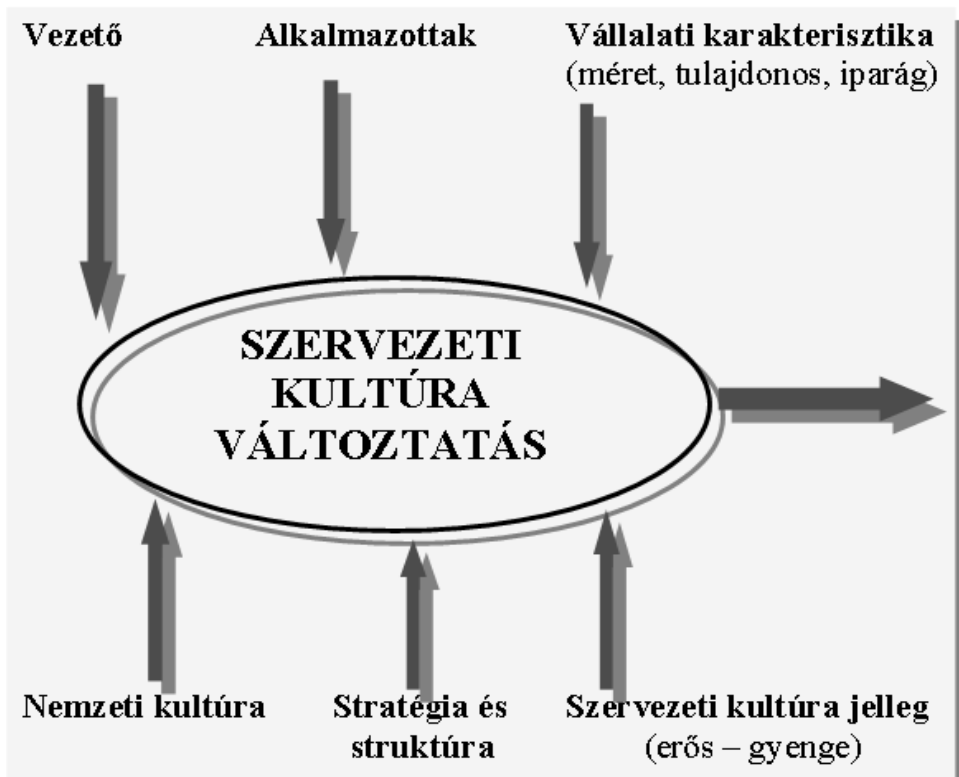 Vezető
Alkalmazottak
Vállalati karakterisztika
(méret, tulajdonos, iparág)
SZERVEZETI
KULTÚRA
VÁLTOZTATÁS
Nemzeti kultúra
Stratégia és
struktúra
Szervezeti kultúra jelleg
(erős – gyenge)